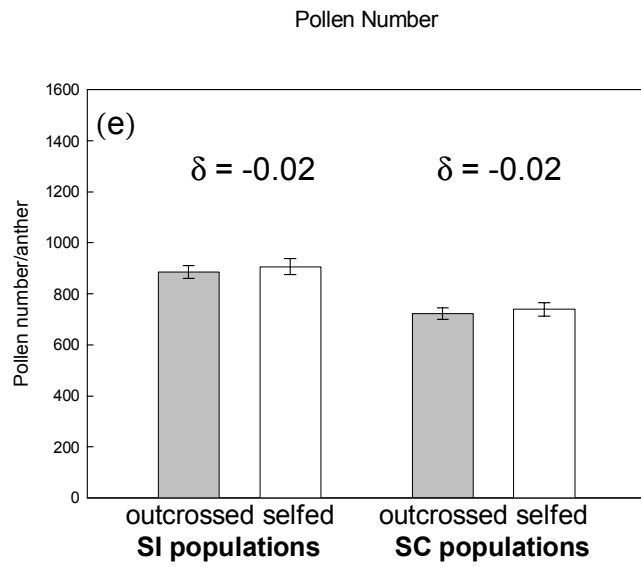 Pollen Number
1600
(e)
1400
δ = -0.02 δ = -0.02
1200
1000
800
600
400
200
0
Pollen number/anther
outcrossed selfed outcrossed selfed
SI populations SC populations